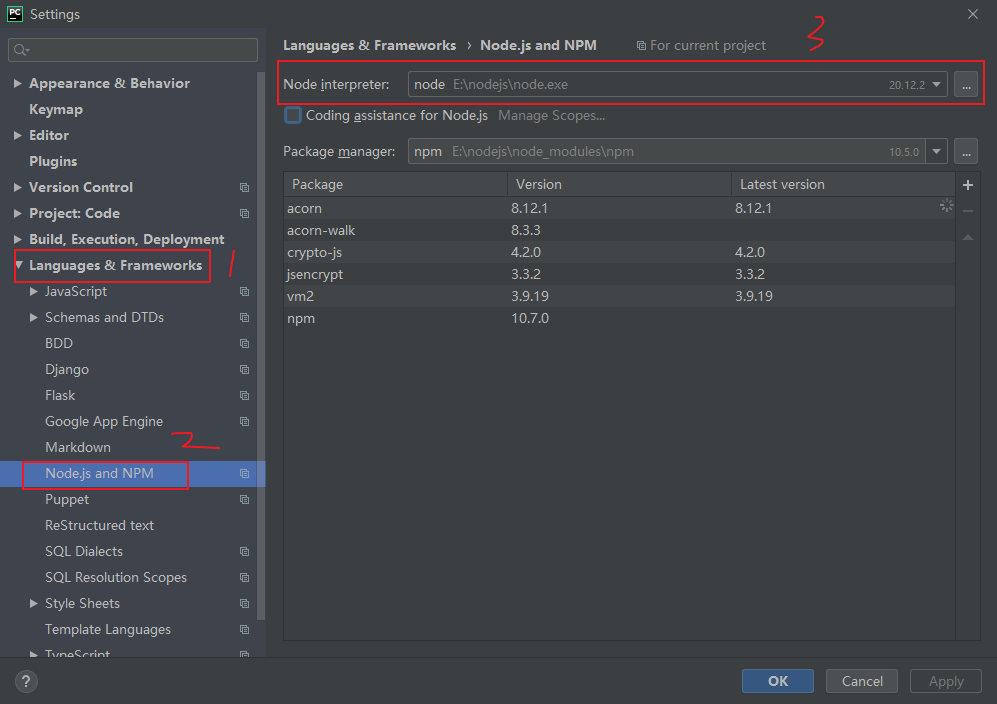 PC Settings
Languages & Frameworks › Node.js and NPM For current project 3
Node interpreter: node E:\nodejs\node.exe 20.12.2 ...
Coding assistance for Node.js Manage Scopes...
Package manager: npm E:\nodejs\node_modules\npm 10.5.0 ...
Package Version Latest version
acorn 8.12.1 8.12.1
acorn-walk 8.3.3
crypto-js 4.2.0 4.2.0
jsencrypt 3.3.2 3.3.2
vm2 3.9.19 3.9.19
npm 10.7.0
Appearance & Behavior
Keymap
Editor
Plugins
Version Control
Project: Code
Build, Execution, Deployment
Languages & Frameworks 1
JavaScript
Schemas and DTDs
BDD
Django
Flask
Google App Engine
Markdown 2
Node.js and NPM
Puppet
ReStructured text
SQL Dialects
SQL Resolution Scopes
Style Sheets
Template Languages
TypeScript
? OK Cancel Apply